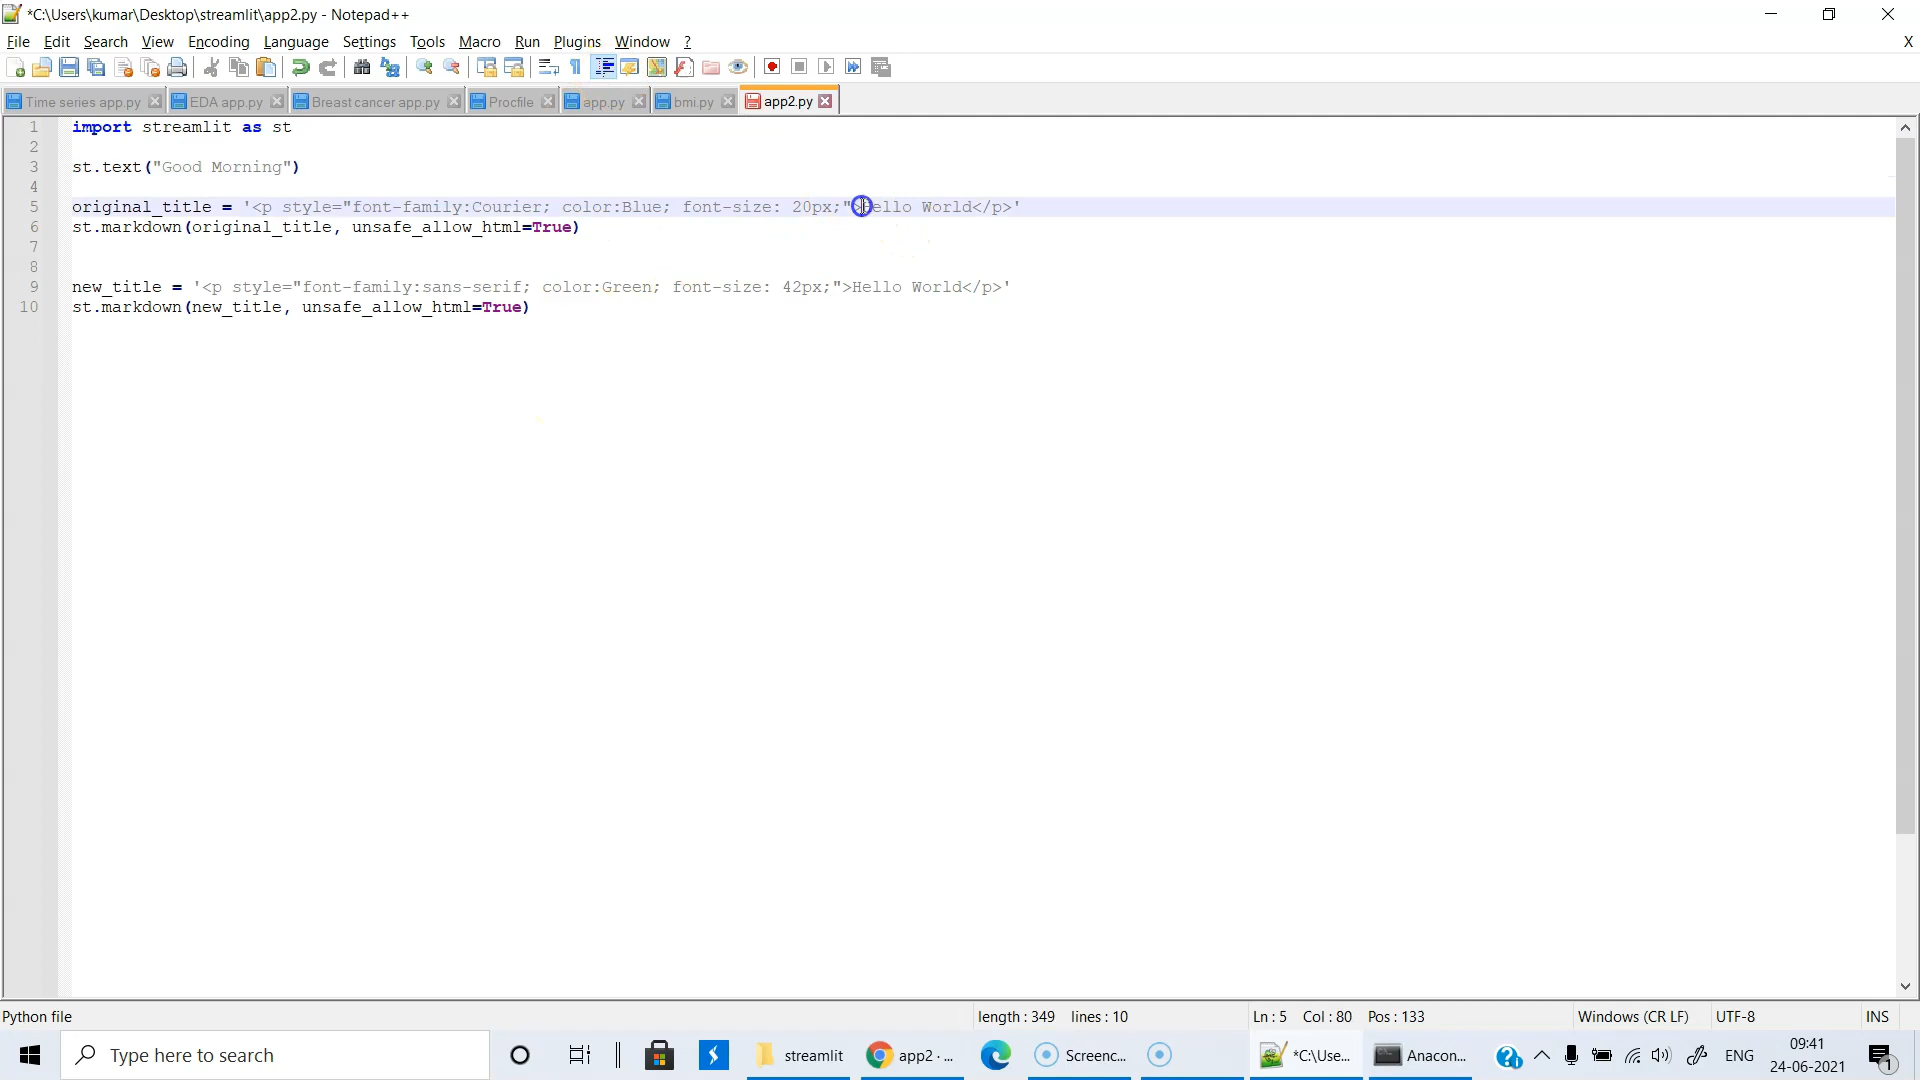 *C:\Users\kumar\Desktop\streamlit\app2.py - Notepad++
File Edit Search View Encoding Language Settings Tools Macro Run Plugins Window ? X
Time series app.py EDA app.py Breast cancer app.py Procfile app.py bmi.py app2.py
1 import streamlit as st
2
3 st.text("Good Morning")
4
5 original_title = '<p style="font-family:Courier; color:Blue; font-size: 20px;">Hello World</p>'
6 st.markdown(original_title, unsafe_allow_html=True)
7
8
9 new_title = '<p style="font-family:sans-serif; color:Green; font-size: 42px;">Hello World</p>'
10 st.markdown(new_title, unsafe_allow_html=True)
Python file length : 349 lines : 10 Ln : 5 Col : 80 Pos : 133 Windows (CR LF) UTF-8 INS
Type here to search streamlit app2 · ... Screenc... *C:\Use... Anacon... ENG 09:41
24-06-2021 1